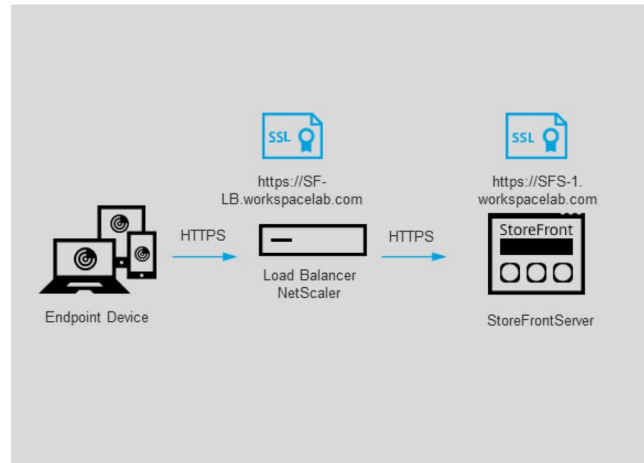 SSL
SSL
https://SF-
LB.workspacelab.com
https://SFS-1.
workspacelab.com
HTTPS
HTTPS
StoreFront
Load Balancer
NetScaler
Endpoint Device
StoreFrontServer